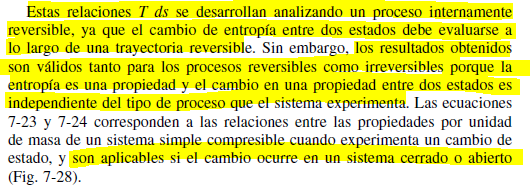 Estas relaciones T ds se desarrollan analizando un proceso internamente
reversible, ya que el cambio de entropía entre dos estados debe evaluarse a
lo largo de una trayectoria reversible. Sin embargo, los resultados obtenidos
son válidos tanto para los procesos reversibles como irreversibles porque la
entropía es una propiedad y el cambio en una propiedad entre dos estados es
independiente del tipo de proceso que el sistema experimenta. Las ecuaciones
7-23 y 7-24 corresponden a las relaciones entre las propiedades por unidad
de masa de un sistema simple compresible cuando experimenta un cambio de
estado, y son aplicables si el cambio ocurre en un sistema cerrado o abierto
(Fig. 7-28).